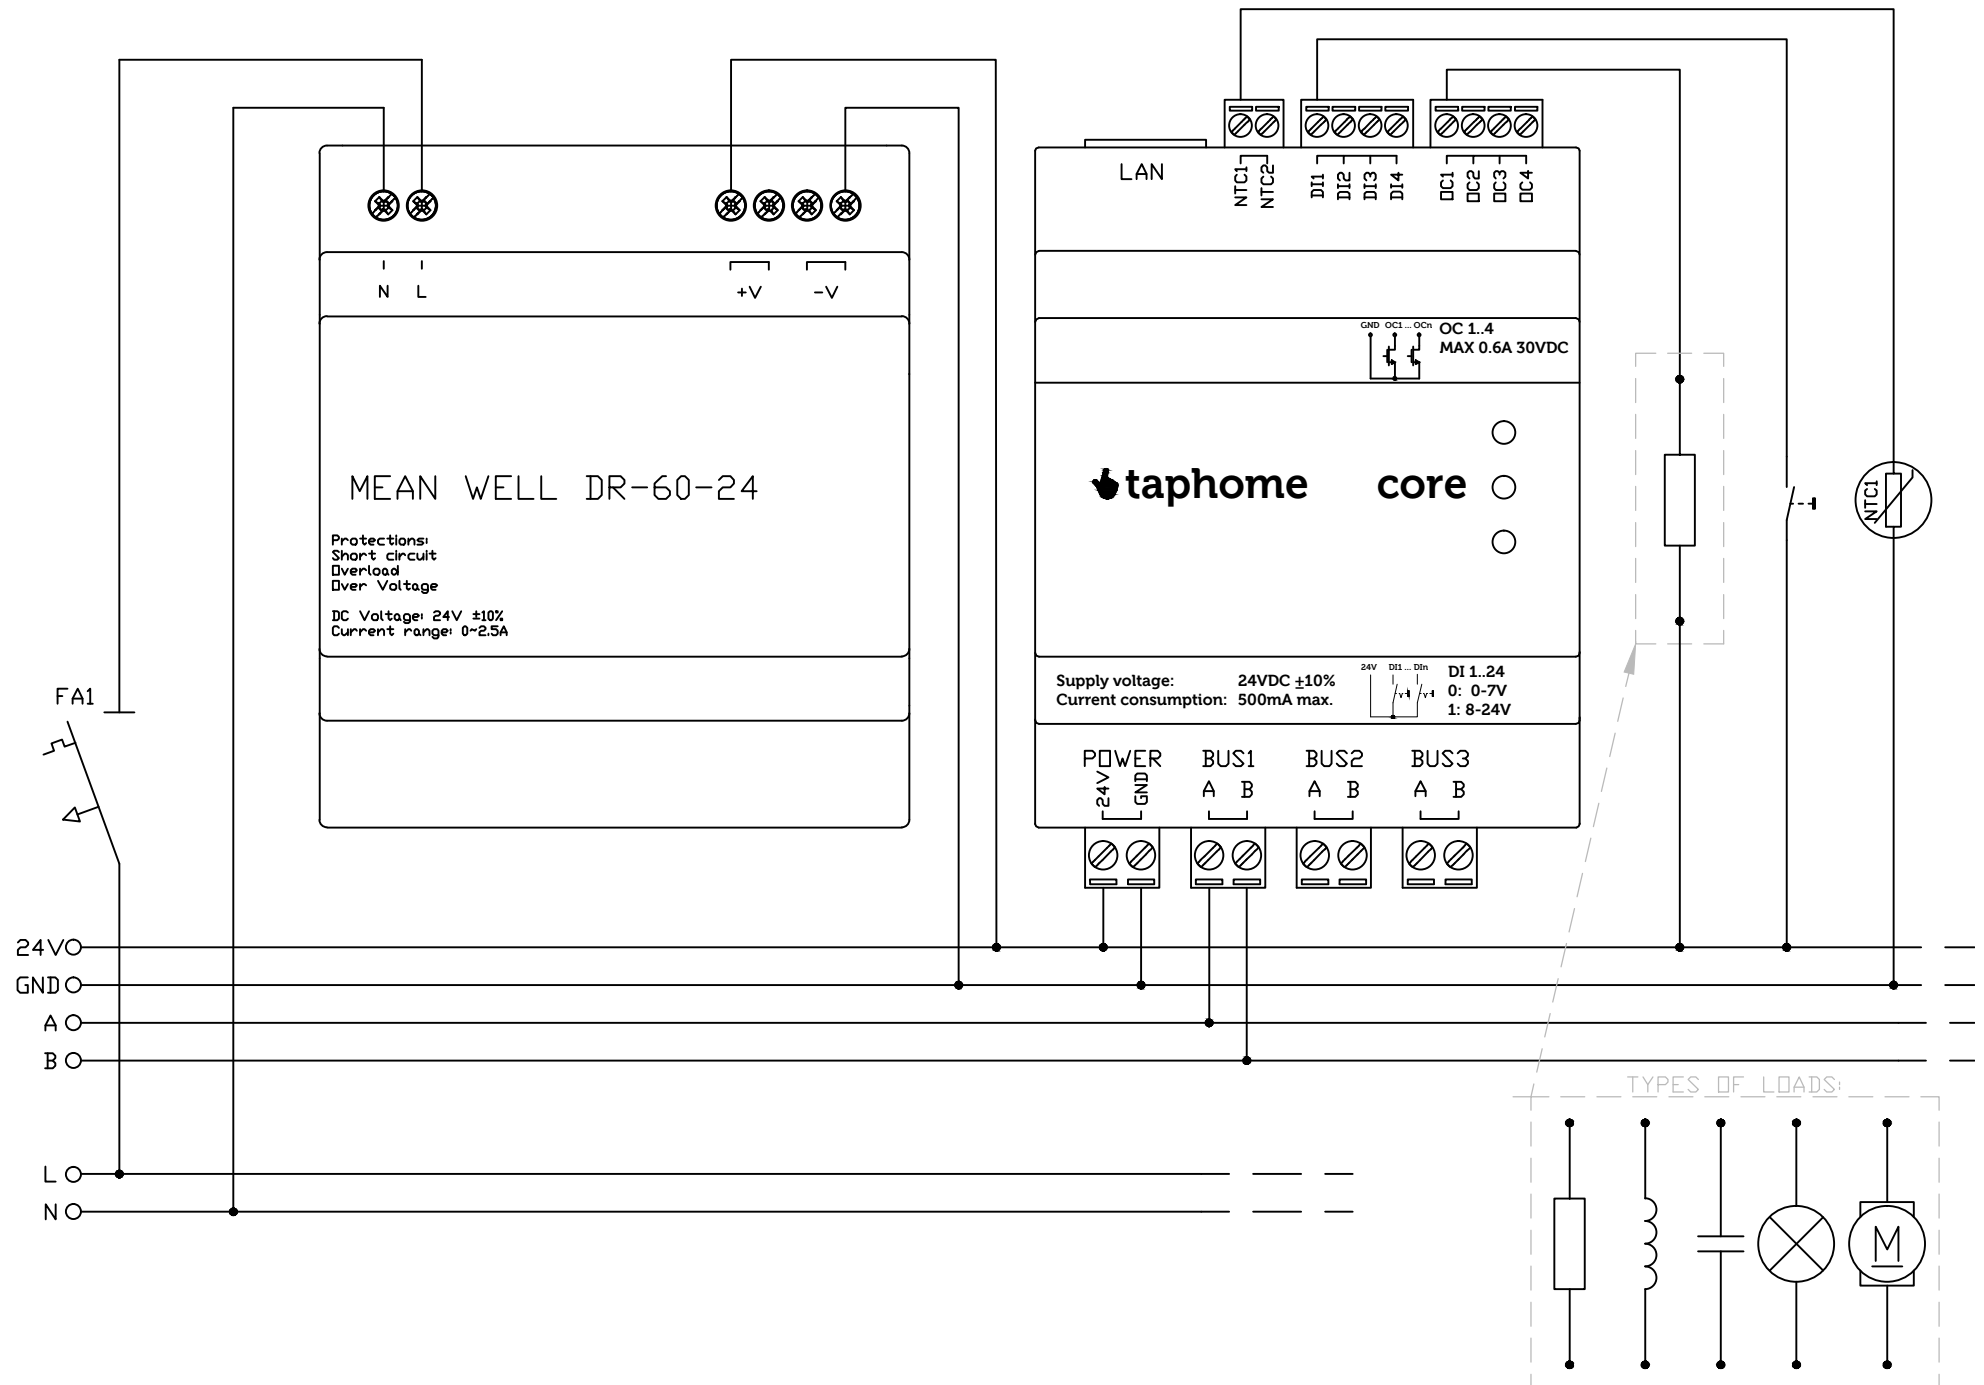 LAN
NTC1
NTC2
DI1
DI2
DI3
DI4
OC1
OC2
OC3
OC4
N L
+V -V
GND OC1 ... OCn
OC 1..4
MAX 0.6A 30VDC
MEAN WELL DR-60-24
Protections:
Short circuit
Overload
Over Voltage
DC Voltage: 24V ±10%
Current range: 0~2.5A
taphome core
NTC1
FA1
Supply voltage: 24VDC ±10%
Current consumption: 500mA max.
24V DI1 ... DIn
DI 1..24
0: 0-7V
1: 8-24V
POWER BUS1 BUS2 BUS3
24V GND A B A B A B
24V
GND
A
B
TYPES OF LOADS:
L
N
M